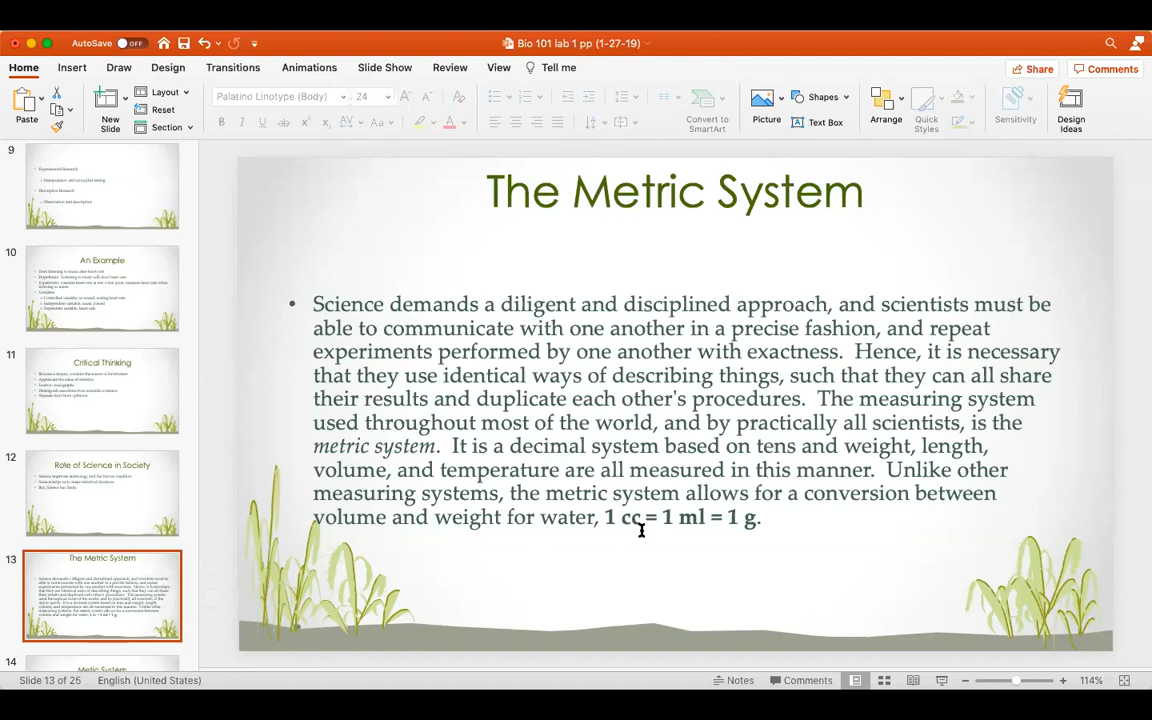 AutoSave OFF
Bio 101 lab 1 pp (1-27-19)
Home Insert Draw Design Transitions Animations Slide Show Review View Tell me
Share Comments
Paste
New Slide
Layout
Reset
Section
Palatino Linotype (Body) 24
Convert to SmartArt
Picture
Shapes
Text Box
Arrange
Quick Styles
Sensitivity
Design Ideas
9
Experimental Research
Descriptive Research
10
An Example
11
Critical Thinking
12
Role of Science in Society
13
The Metric System
14
The Metric System
Science demands a diligent and disciplined approach, and scientists must be
able to communicate with one another in a precise fashion, and repeat
experiments performed by one another with exactness. Hence, it is necessary
that they use identical ways of describing things, such that they can all share
their results and duplicate each other's procedures. The measuring system
used throughout most of the world, and by practically all scientists, is the
metric system. It is a decimal system based on tens and weight, length,
volume, and temperature are all measured in this manner. Unlike other
measuring systems, the metric system allows for a conversion between
volume and weight for water, 1 cc = 1 ml = 1 g.
Slide 13 of 25 English (United States)
Notes Comments 114%